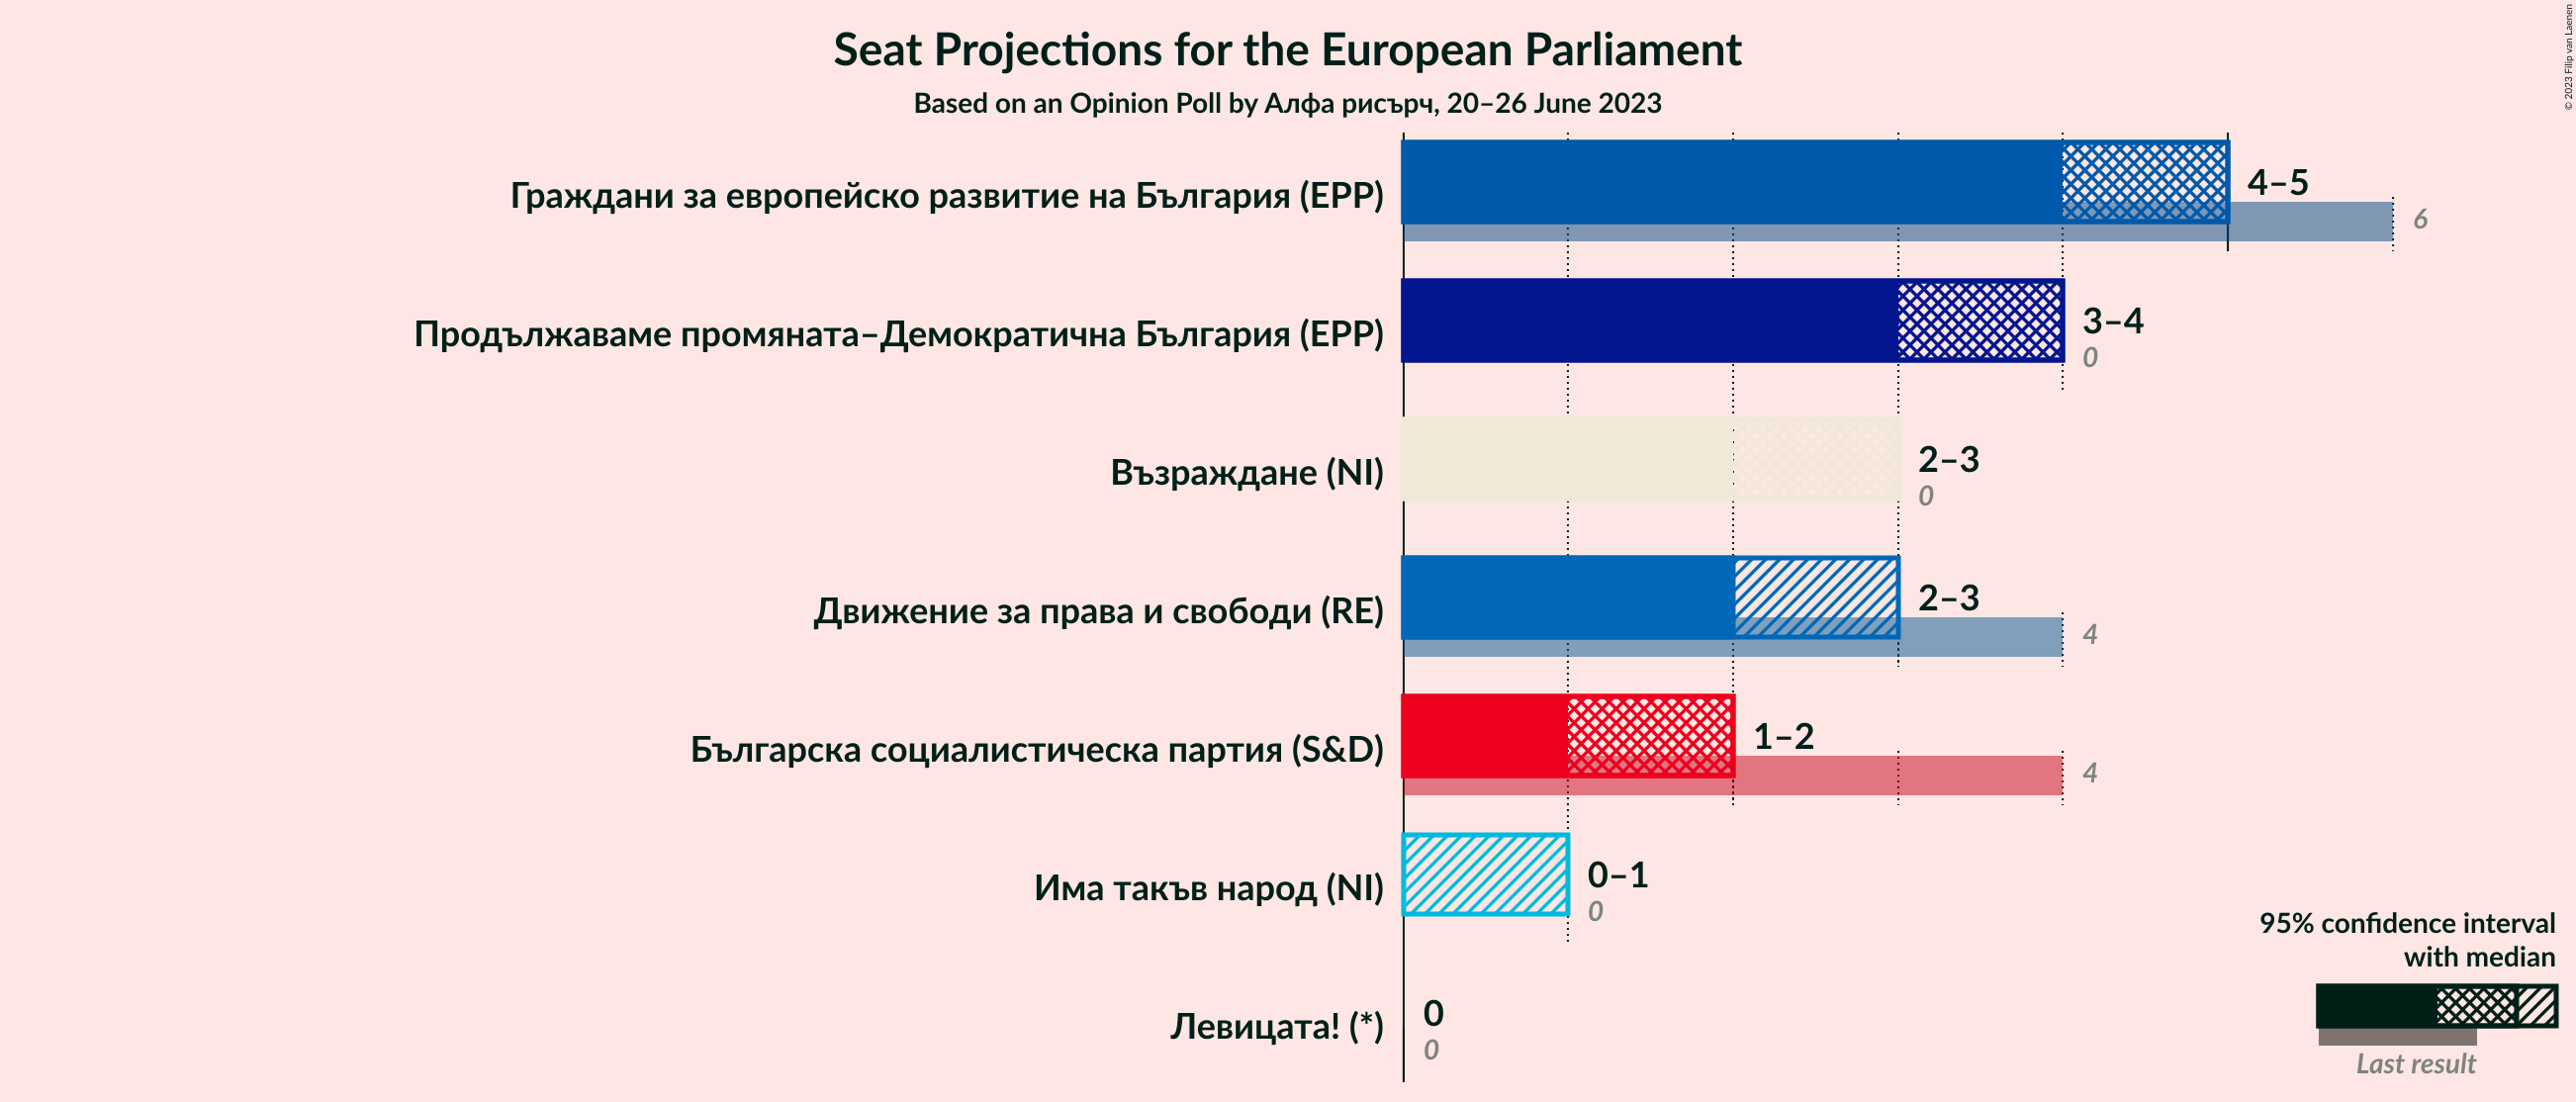 Seat Projections for the European Parliament
Based on an Opinion Poll by Алфа рисърч, 20–26 June 2023
© 2023 Filip van Laenen
Граждани за европейско развитие на България (EPP)
4–5
6
Продължаваме промяната–Демократична България (EPP)
3–4
0
Възраждане (NI)
2–3
0
Движение за права и свободи (RE)
2–3
4
Българска социалистическа партия (S&D)
1–2
4
Има такъв народ (NI)
0–1
0
Левицата! (*)
0
0
95% confidence interval
with median
Last result